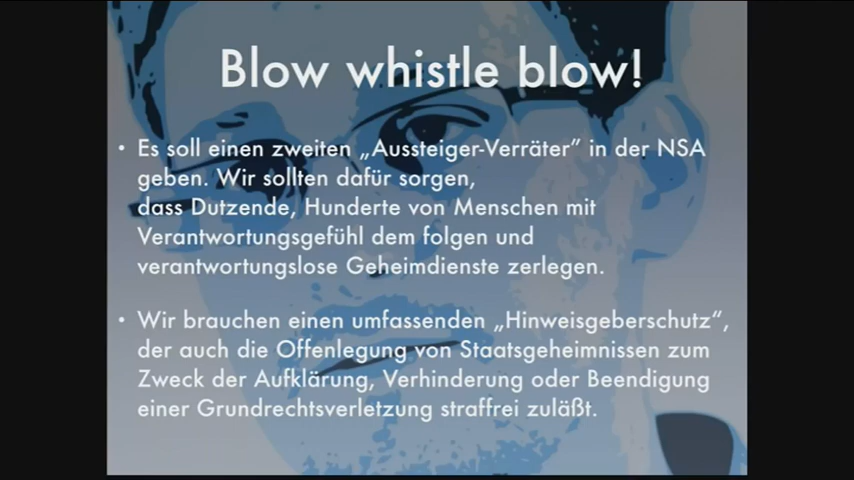 Blow whistle blow!
• Es soll einen zweiten „Aussteiger-Verräter” in der NSA
geben. Wir sollten dafür sorgen,
dass Dutzende, Hunderte von Menschen mit
Verantwortungsgefühl dem folgen und
verantwortungslose Geheimdienste zerlegen.
• Wir brauchen einen umfassenden „Hinweisgeberschutz“,
der auch die Offenlegung von Staatsgeheimnissen zum
Zweck der Aufklärung, Verhinderung oder Beendigung
einer Grundrechtsverletzung straffrei zuläßt.